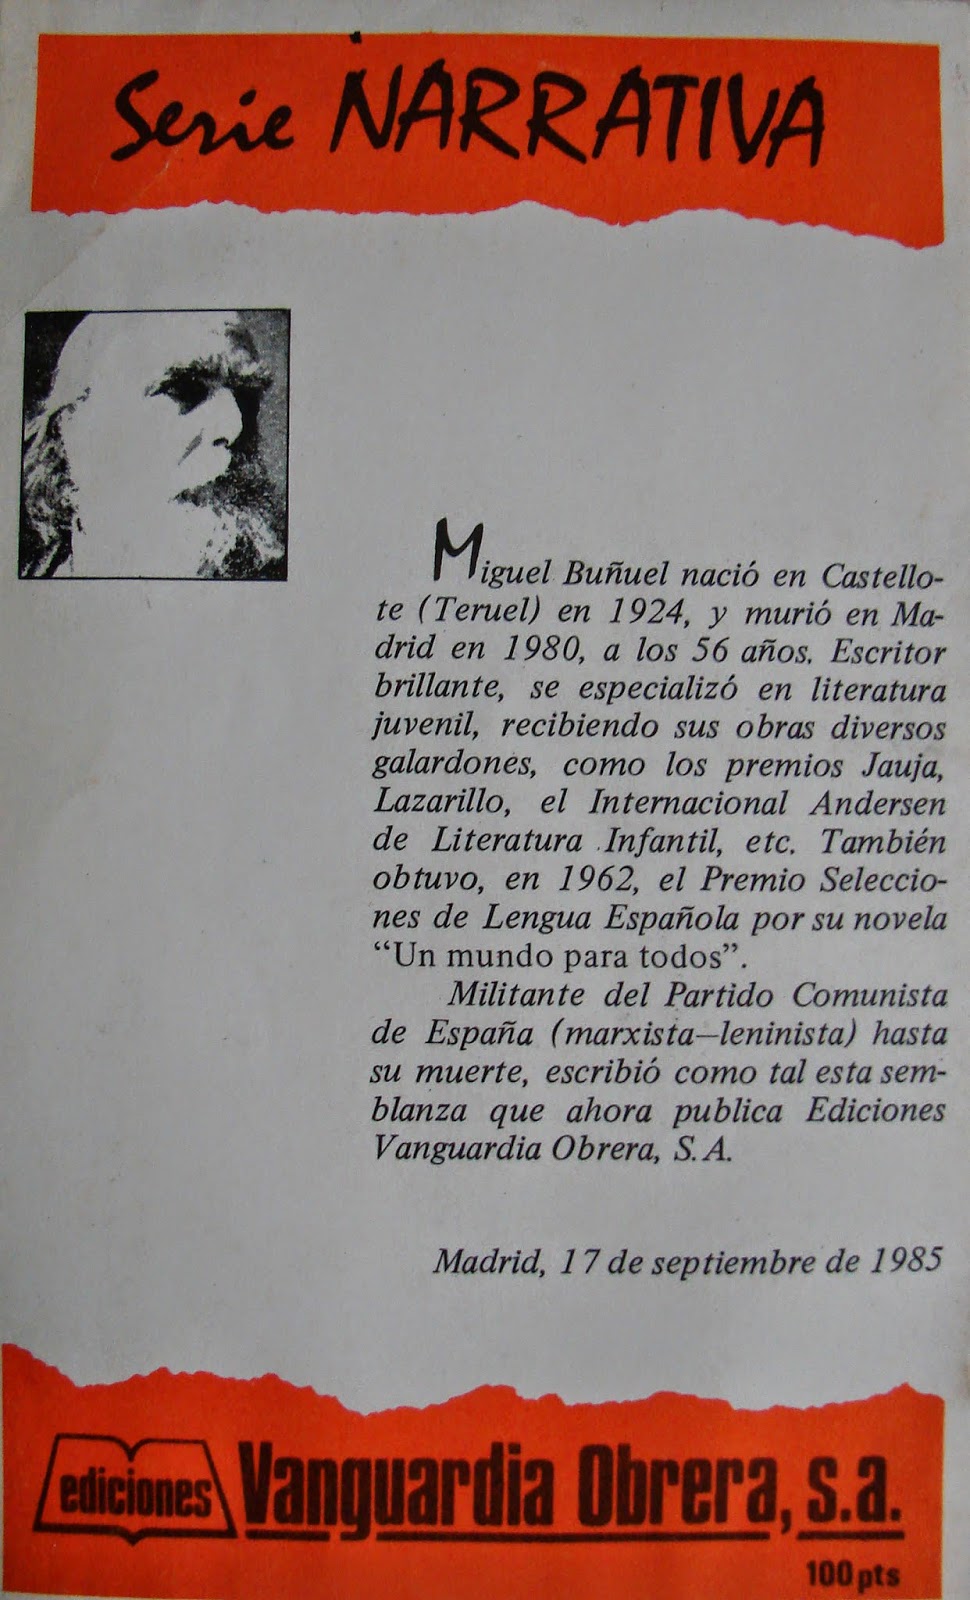 Serie NARRATIVA
Miguel Buñuel nació en Castello-
te (Teruel) en 1924, y murió en Ma-
drid en 1980, a los 56 años. Escritor
brillante, se especializó en literatura
juvenil, recibiendo sus obras diversos
galardones, como los premios Jauja,
Lazarillo, el Internacional Andersen
de Literatura Infantil, etc. También
obtuvo, en 1962, el Premio Seleccio-
nes de Lengua Española por su novela
“Un mundo para todos”.
Militante del Partido Comunista
de España (marxista—leninista) hasta
su muerte, escribió como tal esta sem-
blanza que ahora publica Ediciones
Vanguardia Obrera, S.A.
Madrid, 17 de septiembre de 1985
ediciones Vanguardia Obrera, s.a.
100 pts